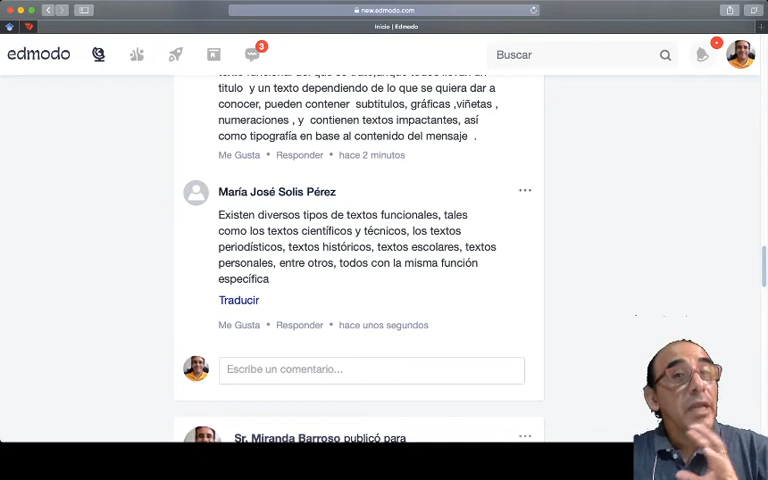 new.edmodo.com
Inicio | Edmodo
edmodo
3
Buscar
titulo y un texto dependiendo de lo que se quiera dar a
conocer, pueden contener subtitulos, gráficas ,viñetas ,
numeraciones , y contienen textos impactantes, así
como tipografía en base al contenido del mensaje .
Me Gusta • Responder • hace 2 minutos
María José Solis Pérez
Existen diversos tipos de textos funcionales, tales
como los textos científicos y técnicos, los textos
periodísticos, textos históricos, textos escolares, textos
personales, entre otros, todos con la misma función
específica
Traducir
Me Gusta • Responder • hace unos segundos
Escribe un comentario...
Sr. Miranda Barroso publicó para